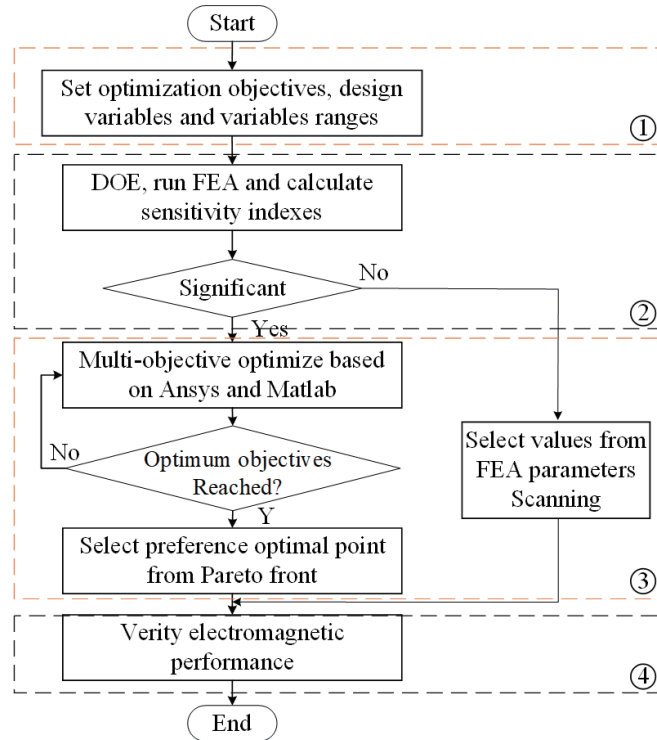 Start
Set optimization objectives, design
variables and variables ranges
①
DOE, run FEA and calculate
sensitivity indexes
Significant
No
②
Yes
Multi-objective optimize based
on Ansys and Matlab
No
Optimum objectives
Reached?
Select values from
FEA parameters
Scanning
Y
Select preference optimal point
from Pareto front
③
Verity electromagnetic
performance
④
End